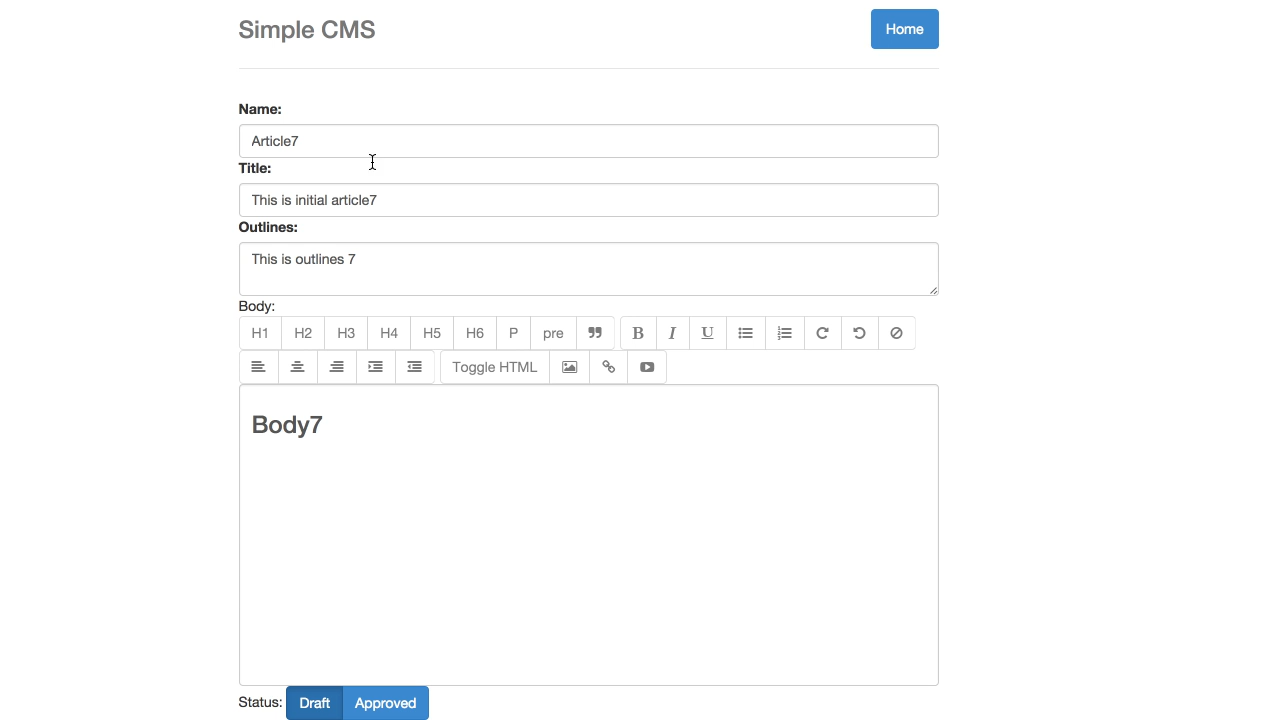 Simple CMS
Home
Name:
Article7
Title:
This is initial article7
Outlines:
This is outlines 7
Body:
H1 H2 H3 H4 H5 H6 P pre B I U
Toggle HTML
Body7
Status: Draft Approved